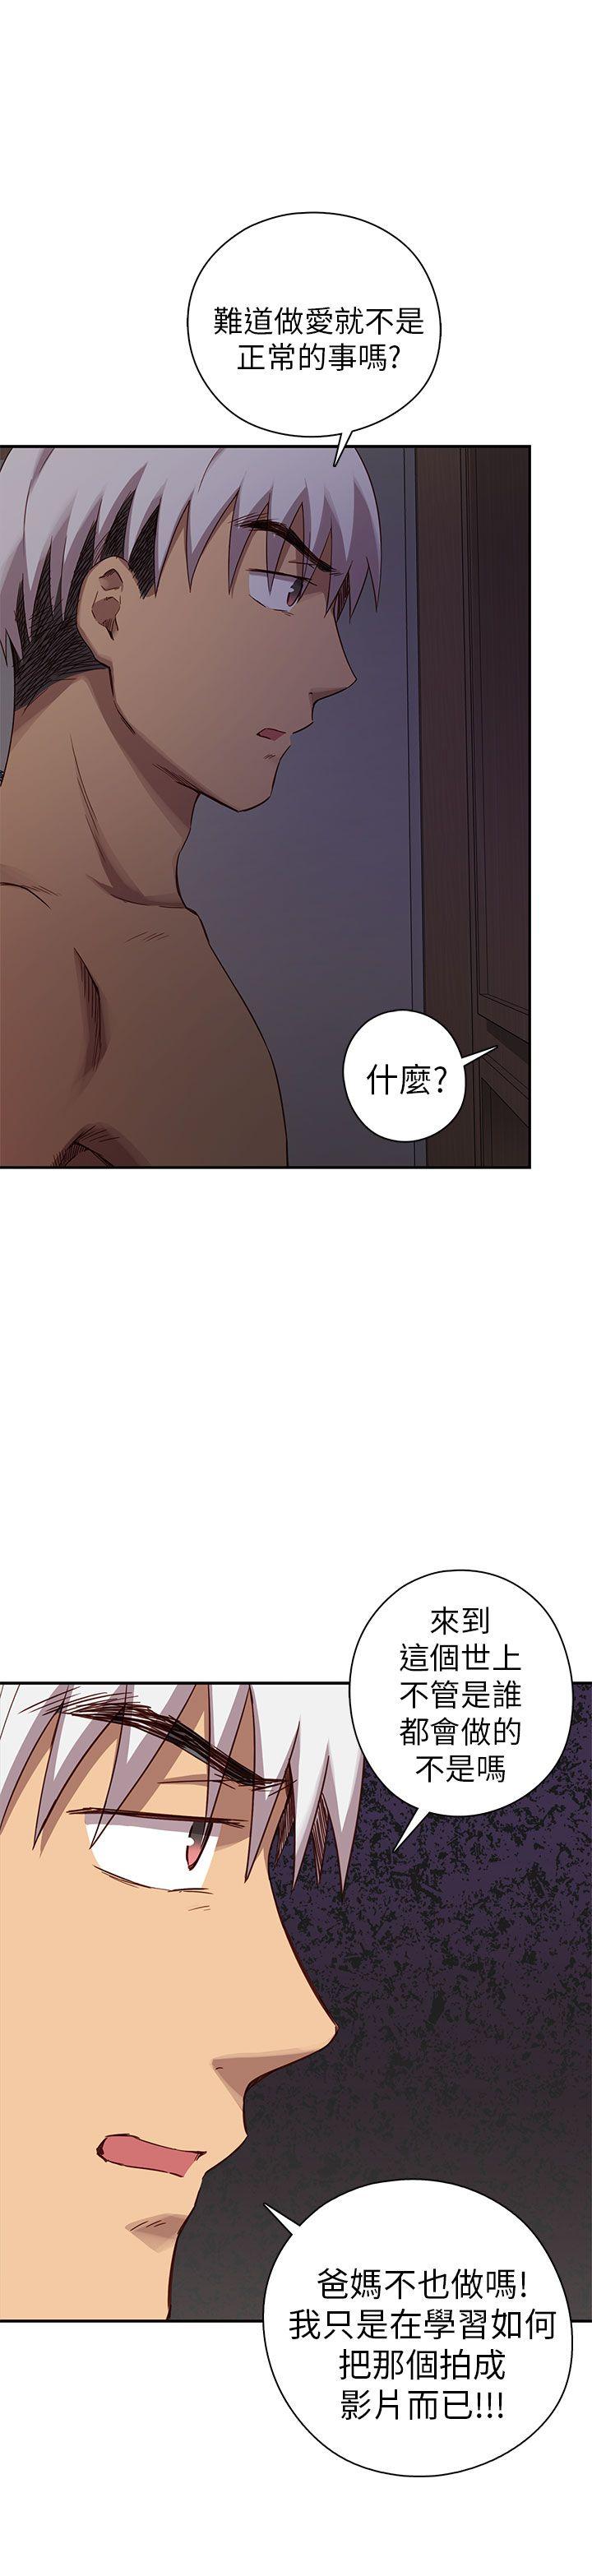 難道做愛就不是
正常的事嗎?
什麼?
來到
這個世上
不管是誰
都會做的
不是嗎
爸媽不也做嗎!
我只是在學習如何
把那個拍成
影片而已!!!